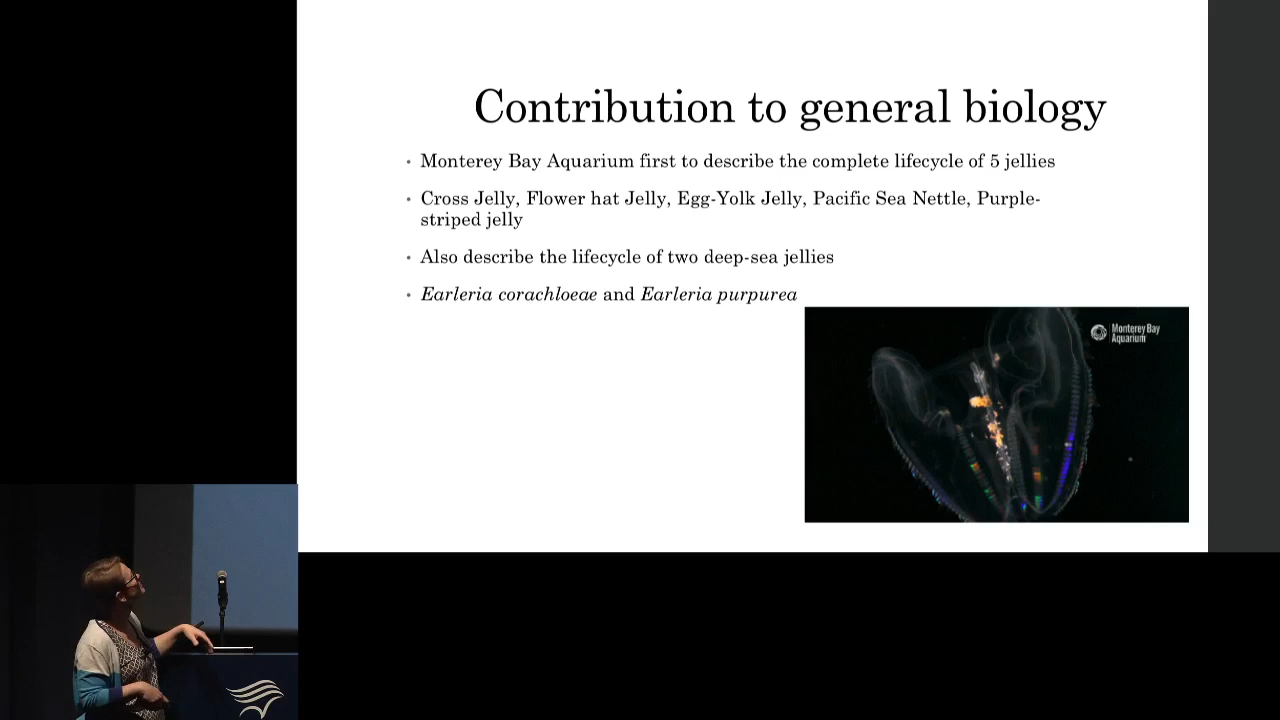 Contribution to general biology
• Monterey Bay Aquarium first to describe the complete lifecycle of 5 jellies
• Cross Jelly, Flower hat Jelly, Egg-Yolk Jelly, Pacific Sea Nettle, Purple-
striped jelly
• Also describe the lifecycle of two deep-sea jellies
• Earleria corachloeae and Earleria purpurea
Monterey Bay
Aquarium